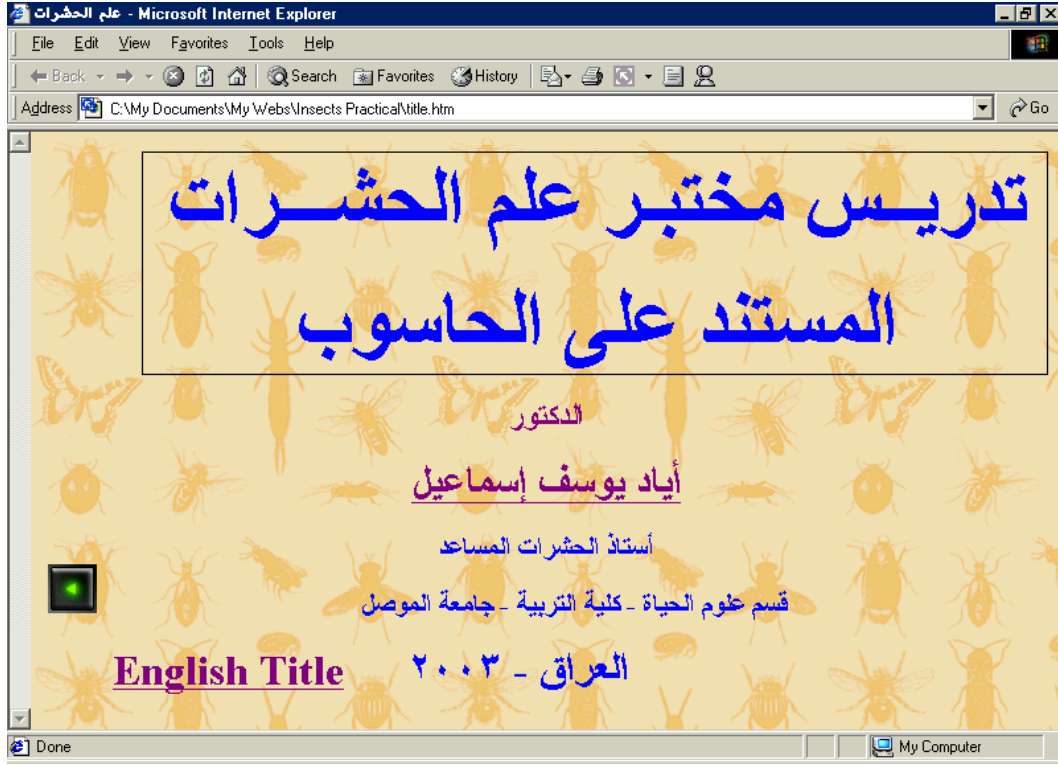 علم الحشرات - Microsoft Internet Explorer
File Edit View Favorites Tools Help
Back Search Favorites History
Address C:\My Documents\My Webs\Insects Practical\title.htm Go
تدريـــس مختبـر علم الحشـــرات
المستند على الحاسوب
الدكتور
أياد يوسف إسماعيل
أستاذ الحشرات المساعد
قسم علوم الحياة - كلية التربية - جامعة الموصل
العراق - ٢٠٠٣
English Title
Done My Computer